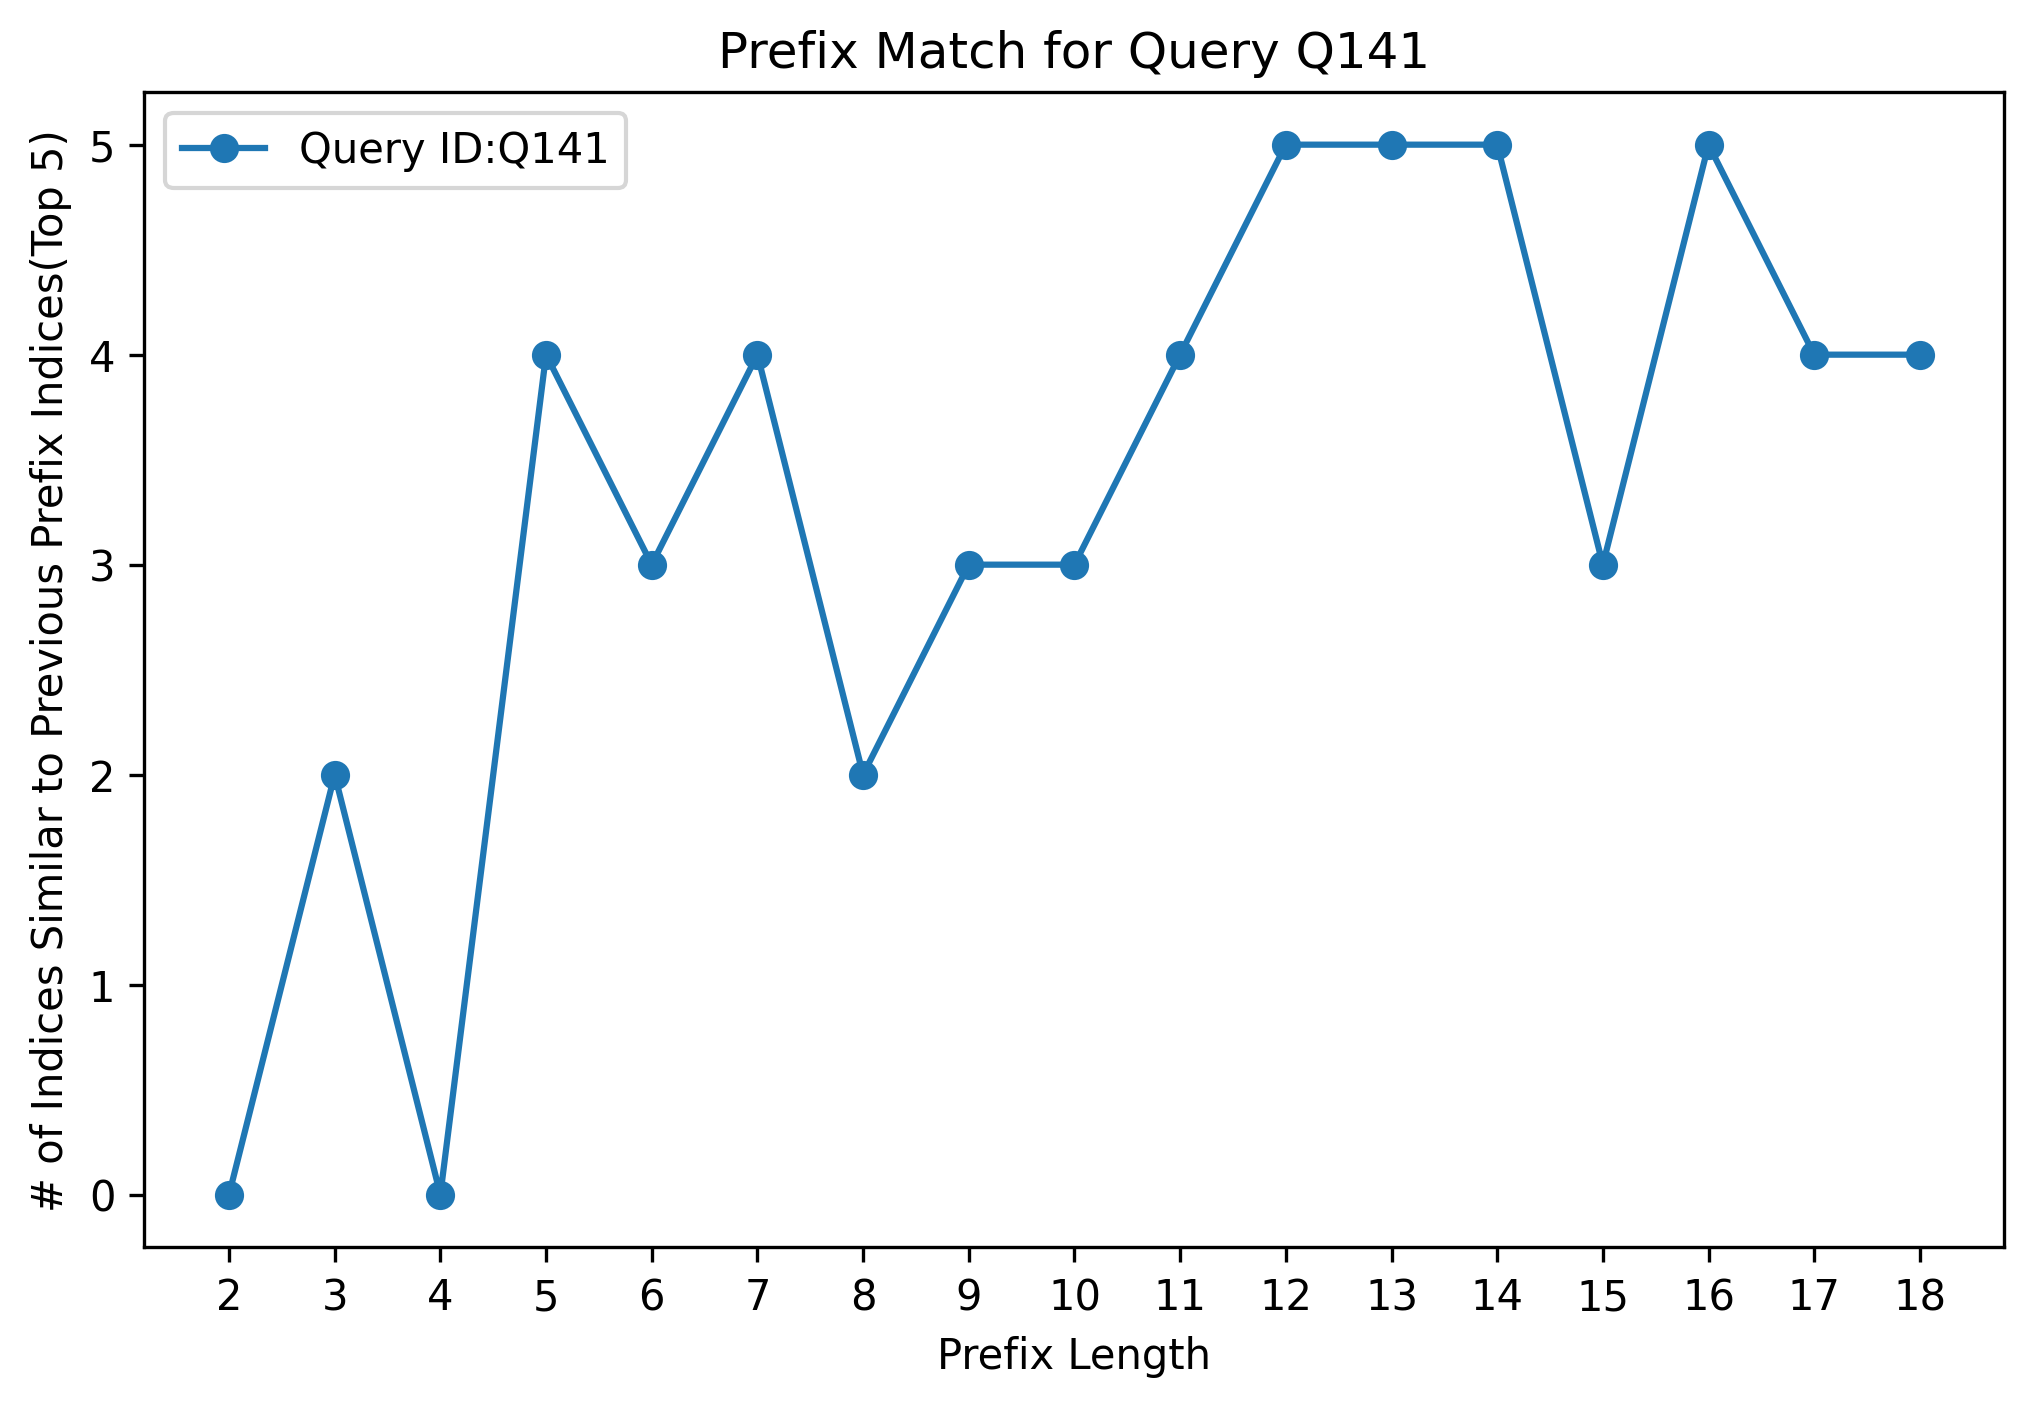 Prefix Match for Query Q141
Query ID:Q141
# of Indices Similar to Previous Prefix Indices(Top 5)
5
4
3
2
1
0
2 3 4 5 6 7 8 9 10 11 12 13 14 15 16 17 18
Prefix Length